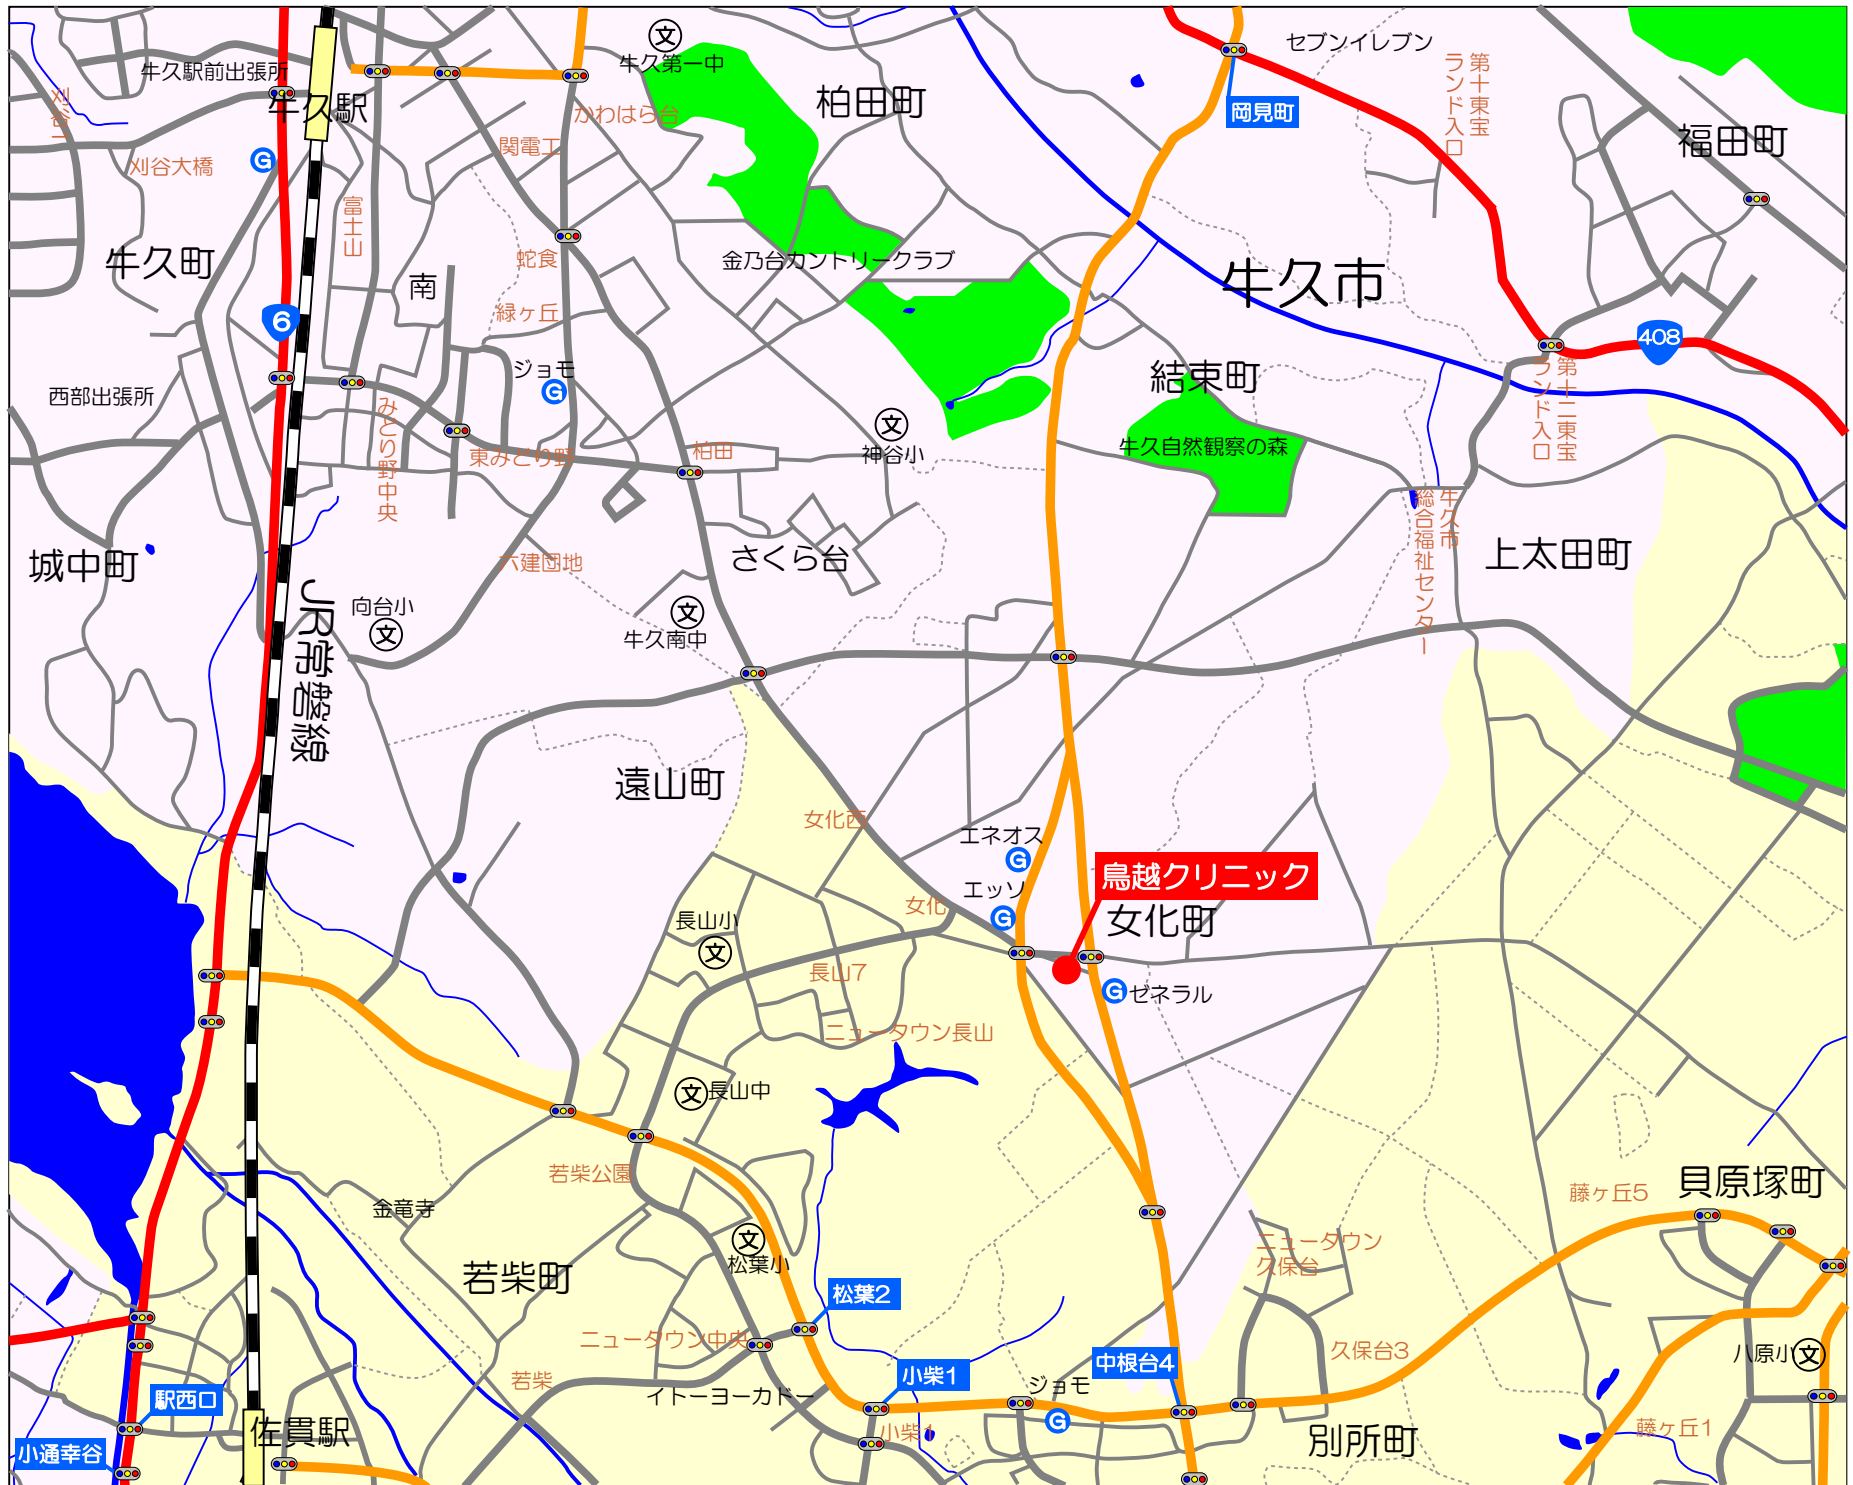 セブンイレブン
牛久第一中
牛久駅前出張所
第十東宝
ランド入口
刈谷一
牛久駅
柏田町
岡見町
かわはら台
福田町
関電工
刈谷大橋
G
富士山
牛久町
蛇食
金乃台カントリークラブ
南
牛久市
緑ヶ丘
6
408
ジョモ
G
結束町
第十二東宝
ランド入口
西部出張所
みどり野中央
文
神谷小
柏田
東みどり野
牛久自然観察の森
牛久市
総合福祉センター
城中町
六建団地
さくら台
上太田町
JR常磐線
向台小
文
文
牛久南中
遠山町
女化西
エネオス
G
鳥越クリニック
エッソ
G
女化
女化町
長山小
文
長山7
G
ゼネラル
ニュータウン長山
文
長山中
若柴公園
貝原塚町
藤ヶ丘5
金竜寺
文
松葉小
ニュータウン
久保台
若柴町
松葉2
ニュータウン中央
久保台3
八原小
文
中根台4
小柴1
若柴
イトーヨーカドー
ジョモ
G
駅西口
佐貫駅
小柴1
別所町
藤ヶ丘1
小通幸谷
文